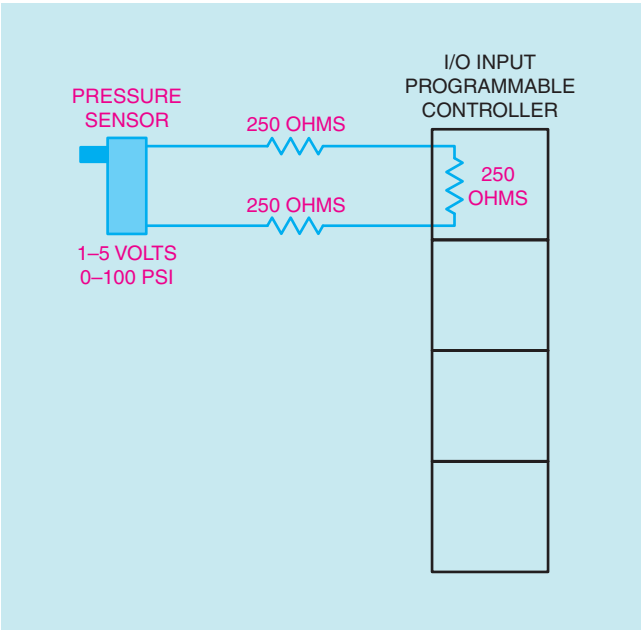 I/O INPUT
PROGRAMMABLE
CONTROLLER
PRESSURE
SENSOR
250 OHMS
250
OHMS
250 OHMS
1–5 VOLTS
0–100 PSI